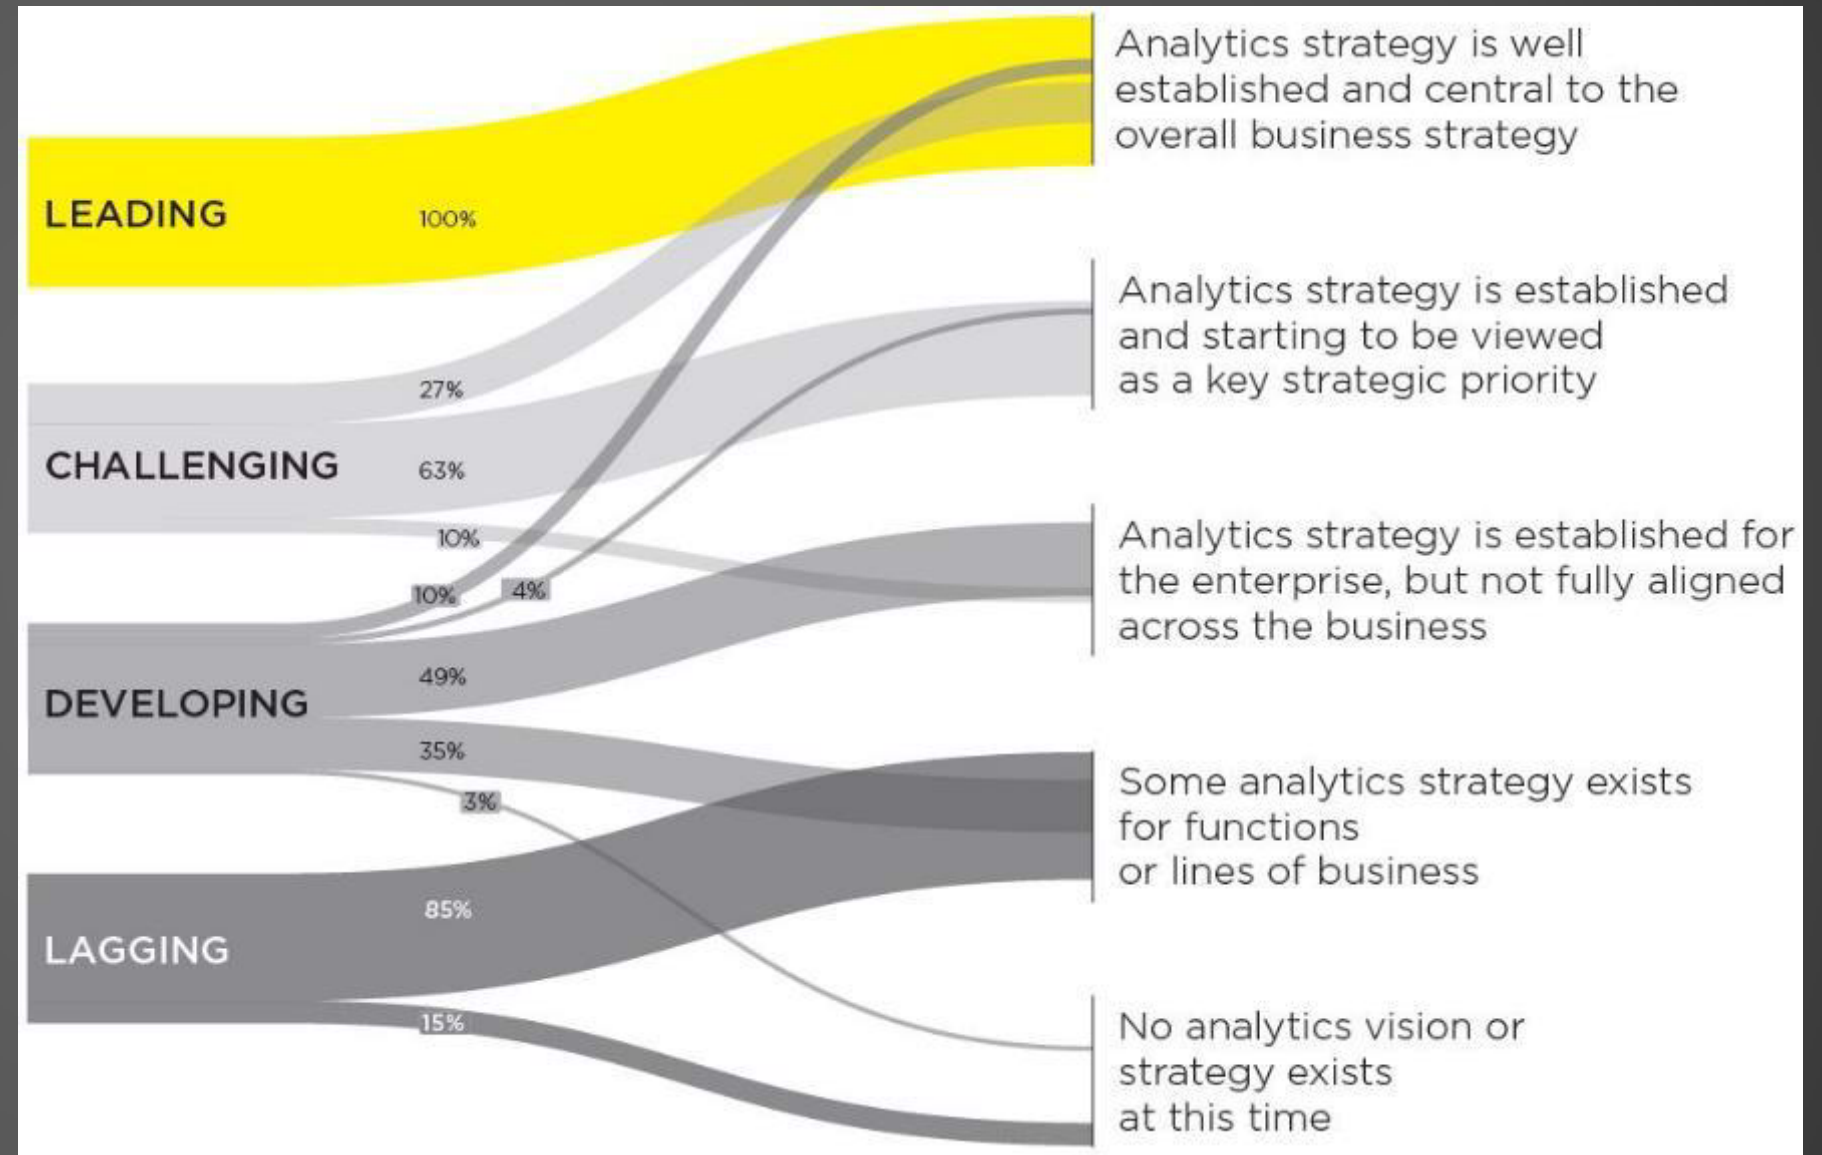 Analytics strategy is well
established and central to the
overall business strategy
LEADING
100%
Analytics strategy is established
and starting to be viewed
as a key strategic priority
27%
CHALLENGING
63%
10%
Analytics strategy is established for
the enterprise, but not fully aligned
across the business
10%
4%
49%
DEVELOPING
35%
3%
Some analytics strategy exists
for functions
or lines of business
85%
LAGGING
15%
No analytics vision or
strategy exists
at this time